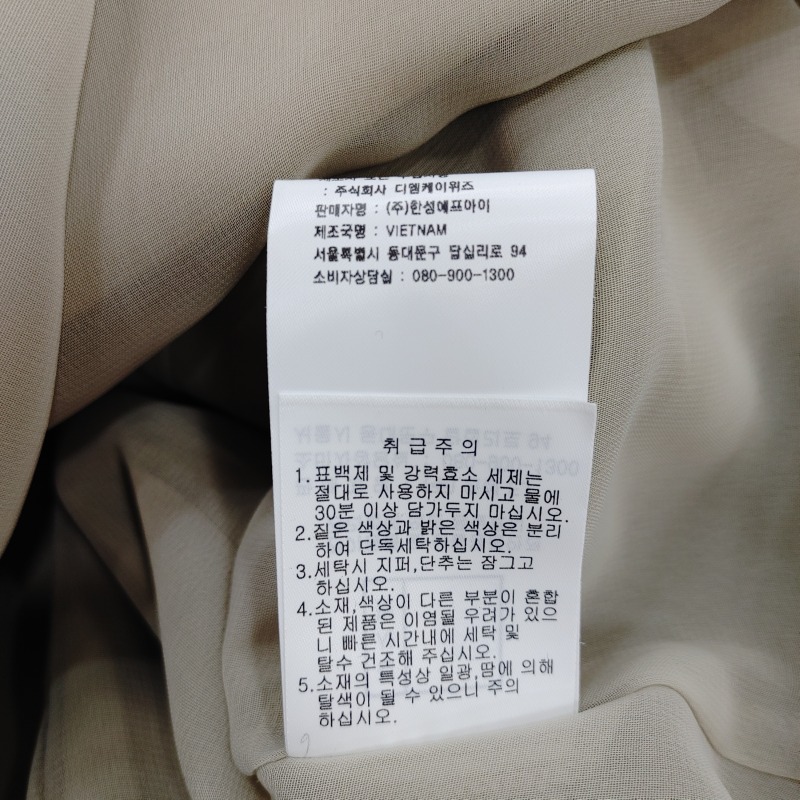 : 주식회사 디엠케이위즈
판매자명 : (주)한성에프아이
제조국명 : VIETNAM
서울특별시 동대문구 답십리로 94
소비자상담실 : 080-900-1300
취급주의
1. 표백제 및 강력효소 세제는
절대로 사용하지 마시고 물에
30분 이상 담가두지 마십시오.
2. 짙은 색상과 밝은 색상은 분리
하여 단독세탁하십시오.
3. 세탁시 지퍼,단추는 잠그고
하십시오.
4. 소재,색상이 다른 부분이 혼합
된 제품은 이염될 우려가 있으
니 빠른 시간내에 세탁 및
탈수 건조해 주십시오.
5. 소재의 특성상 일광,땀에 의해
탈색이 될 수 있으니 주의
하십시오.